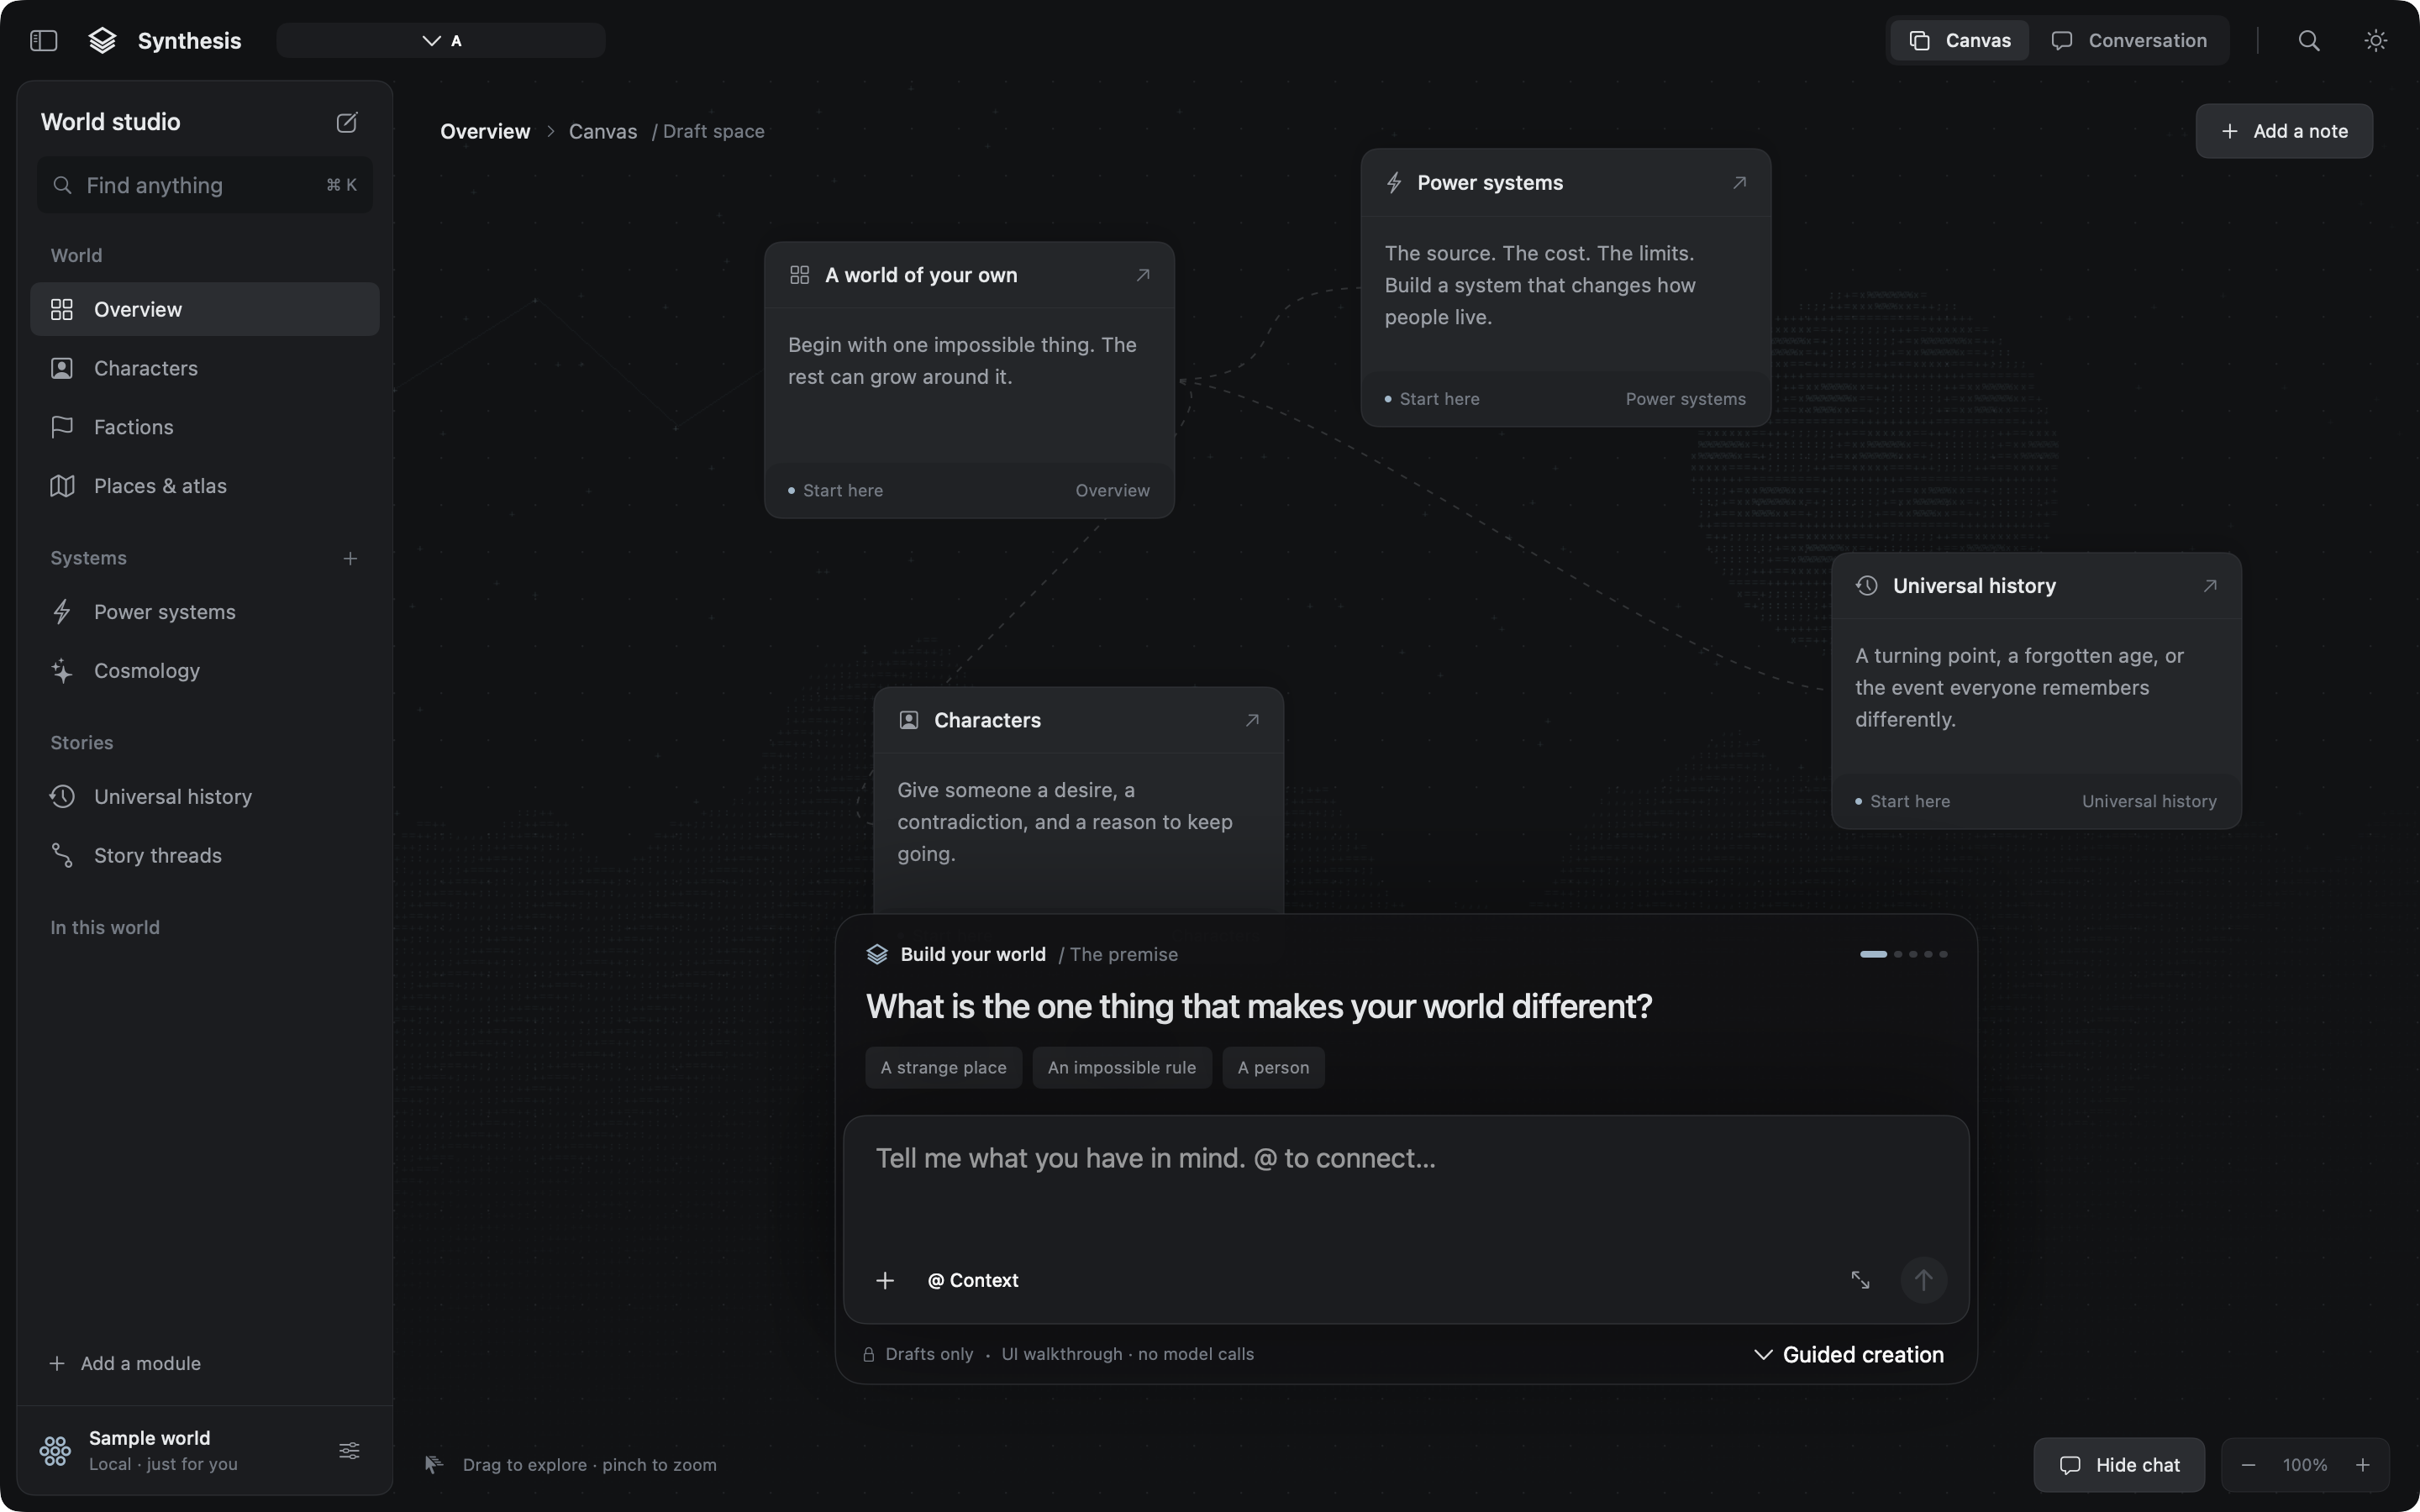 Synthesis
A
Canvas
Conversation
World studio
Find anything
⌘ K
World
Overview
Characters
Factions
Places & atlas
Systems
Power systems
Cosmology
Stories
Universal history
Story threads
In this world
Add a module
Sample world
Local · just for you
Overview > Canvas / Draft space
Add a note
A world of your own
Begin with one impossible thing. The
rest can grow around it.
Start here
Overview
Power systems
The source. The cost. The limits.
Build a system that changes how
people live.
Start here
Power systems
Universal history
A turning point, a forgotten age, or
the event everyone remembers
differently.
Start here
Universal history
Characters
Give someone a desire, a
contradiction, and a reason to keep
going.
Build your world / The premise
What is the one thing that makes your world different?
A strange place
An impossible rule
A person
Tell me what you have in mind. @ to connect...
@ Context
Drafts only · UI walkthrough · no model calls
Guided creation
Drag to explore · pinch to zoom
Hide chat
100%